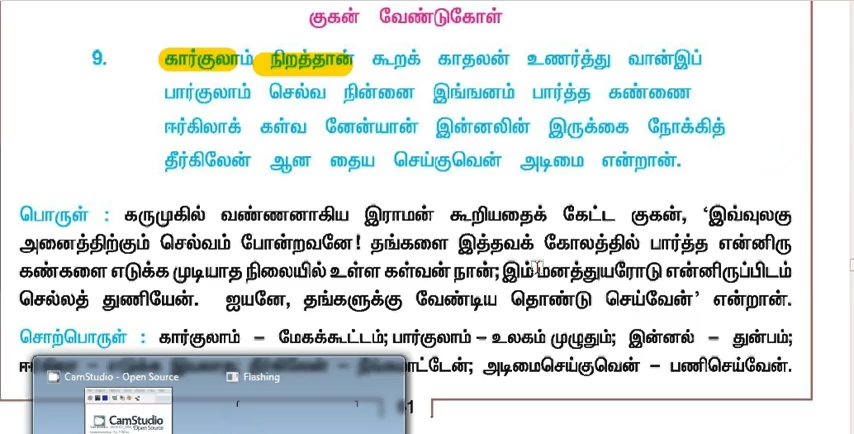 குகன் வேண்டுகோள்
9. கார்குலாம் நிறத்தான் கூறக் காதலன் உணர்த்து வான்இப்
பார்குலாம் செல்வ நின்னை இங்ஙனம் பார்த்த கண்ணை
ஈர்கிலாக் கள்வ னேன்யான் இன்னலின் இருக்கை நோக்கித்
தீர்கிலேன் ஆன தைய செய்குவென் அடிமை என்றான்.
பொருள் : கருமுகில் வண்ணனாகிய இராமன் கூறியதைக் கேட்ட குகன், ‘இவ்வுலகு
அனைத்திற்கும் செல்வம் போன்றவனே! தங்களை இத்தவக் கோலத்தில் பார்த்த என்னிரு
கண்களை எடுக்க முடியாத நிலையில் உள்ள கள்வன் நான்; இம்மனத்துயரோடு என்னிருப்பிடம்
செல்லத் துணியேன். ஐயனே, தங்களுக்கு வேண்டிய தொண்டு செய்வேன்’ என்றான்.
சொற்பொருள் : கார்குலாம் – மேகக்கூட்டம்; பார்குலாம் – உலகம் முழுதும்; இன்னல் – துன்பம்;
அடிமைசெய்குவென் – பணிசெய்வேன்.
CamStudio - Open Source Flashing
CamStudio
Open Source